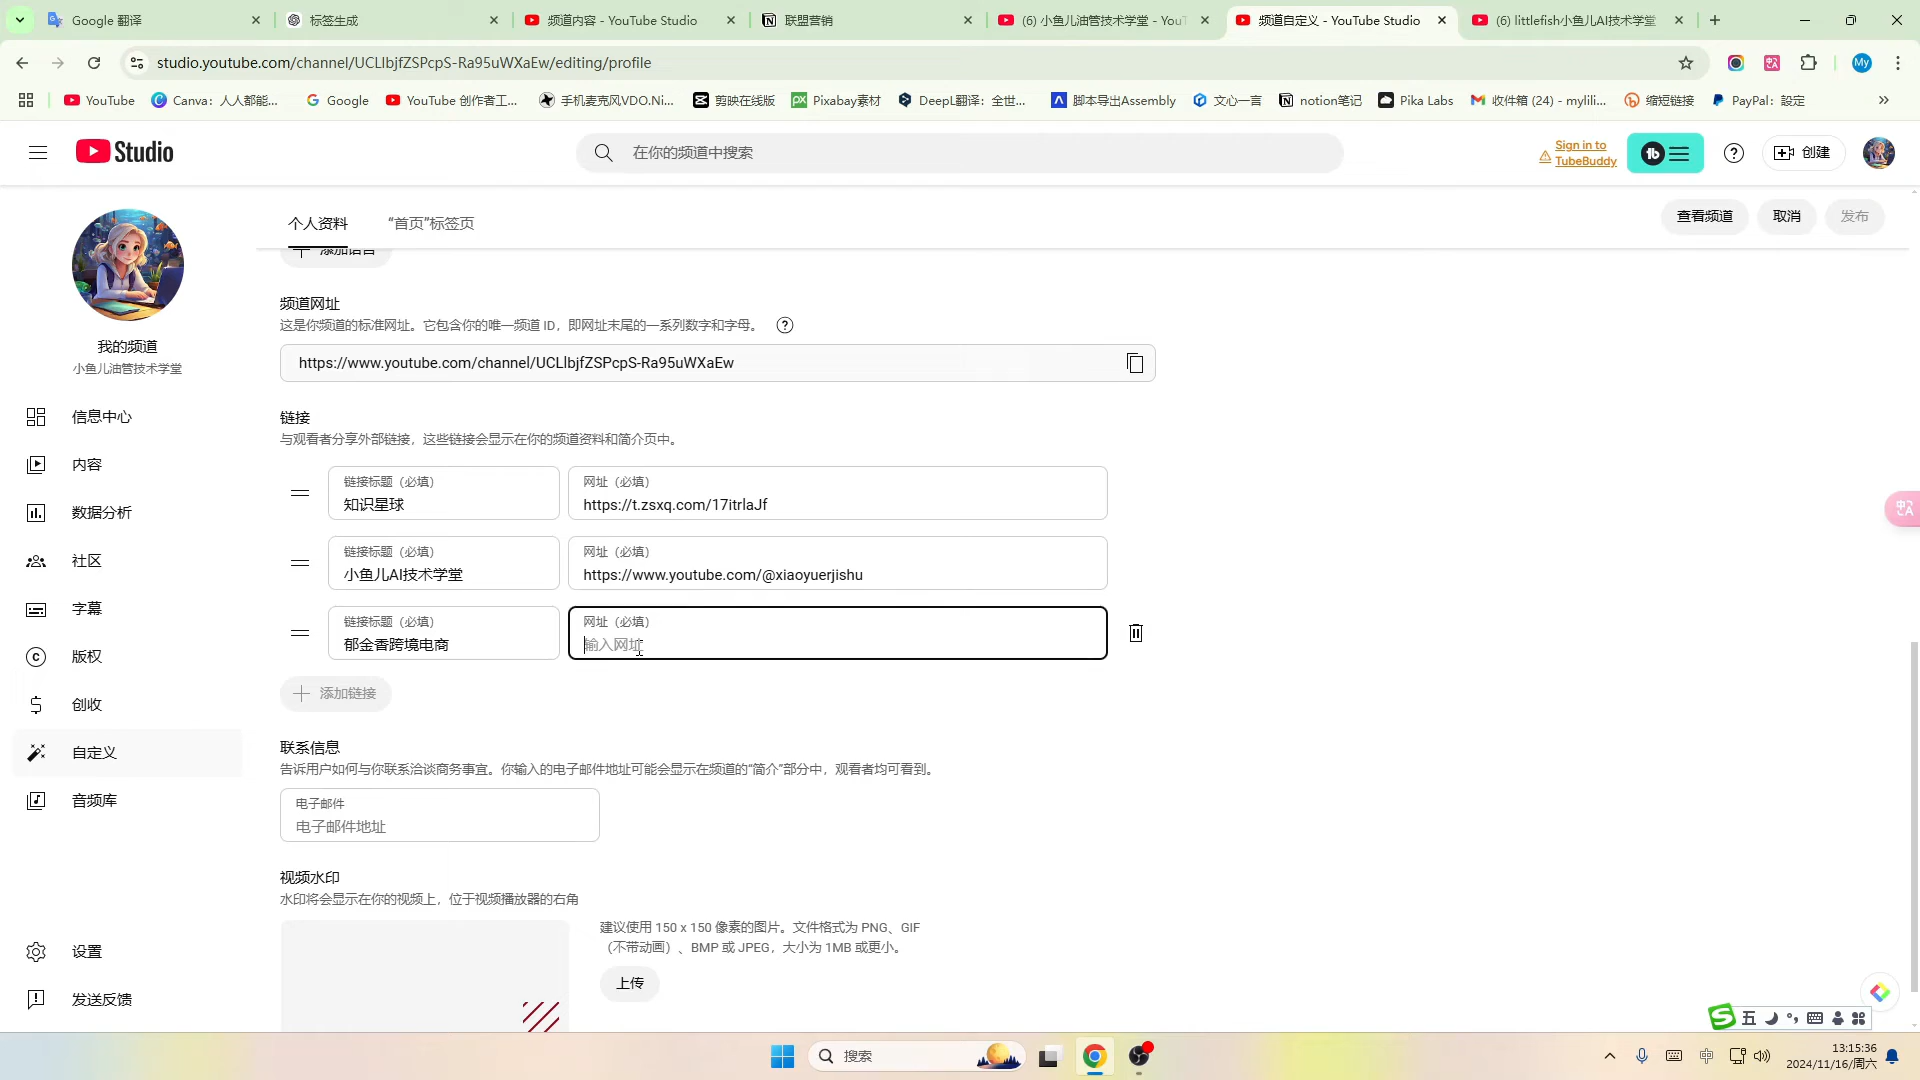 Google 翻译
标签生成
频道内容 - YouTube Studio
联盟营销
(6) 小鱼儿油管技术学堂 - YouT
频道自定义 - YouTube Studio
(6) littlefish小鱼儿AI技术学堂
studio.youtube.com/channel/UCLlbjfZSPcpS-Ra95uWXaEw/editing/profile
My
YouTube
Canva：人人都能...
Google
YouTube 创作者工...
手机麦克风VDO.Ni...
剪映在线版
Pixabay素材
DeepL翻译：全世...
脚本导出Assembly
文心一言
notion笔记
Pika Labs
收件箱 (24) - mylili...
缩短链接
PayPal：設定
Studio
在你的频道中搜索
Sign in to
TubeBuddy
创建
个人资料
“首页”标签页
查看频道
取消
发布
添加语言
我的频道
小鱼儿油管技术学堂
信息中心
内容
数据分析
社区
字幕
版权
创收
自定义
音频库
设置
发送反馈
频道网址
这是你频道的标准网址。它包含你的唯一频道 ID，即网址末尾的一系列数字和字母。
https://www.youtube.com/channel/UCLlbjfZSPcpS-Ra95uWXaEw
链接
与观看者分享外部链接，这些链接会显示在你的频道资料和简介页中。
链接标题（必填）
知识星球
网址（必填）
https://t.zsxq.com/17itrlaJf
链接标题（必填）
小鱼儿AI技术学堂
网址（必填）
https://www.youtube.com/@xiaoyuerjishu
链接标题（必填）
郁金香跨境电商
网址（必填）
输入网址
添加链接
联系信息
告诉用户如何与你联系洽谈商务事宜。你输入的电子邮件地址可能会显示在频道的“简介”部分中，观看者均可看到。
电子邮件
电子邮件地址
视频水印
水印将会显示在你的视频上，位于视频播放器的右角
建议使用 150 x 150 像素的图片。文件格式为 PNG、GIF
（不带动画）、BMP 或 JPEG，大小为 1MB 或更小。
上传
五
搜索
中
13:15:36
2024/11/16/周六